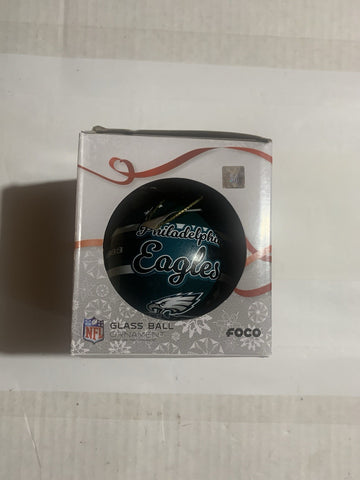 Philadelphia
Eagles
NFL
GLASS BALL
ORNAMENT
FOCO